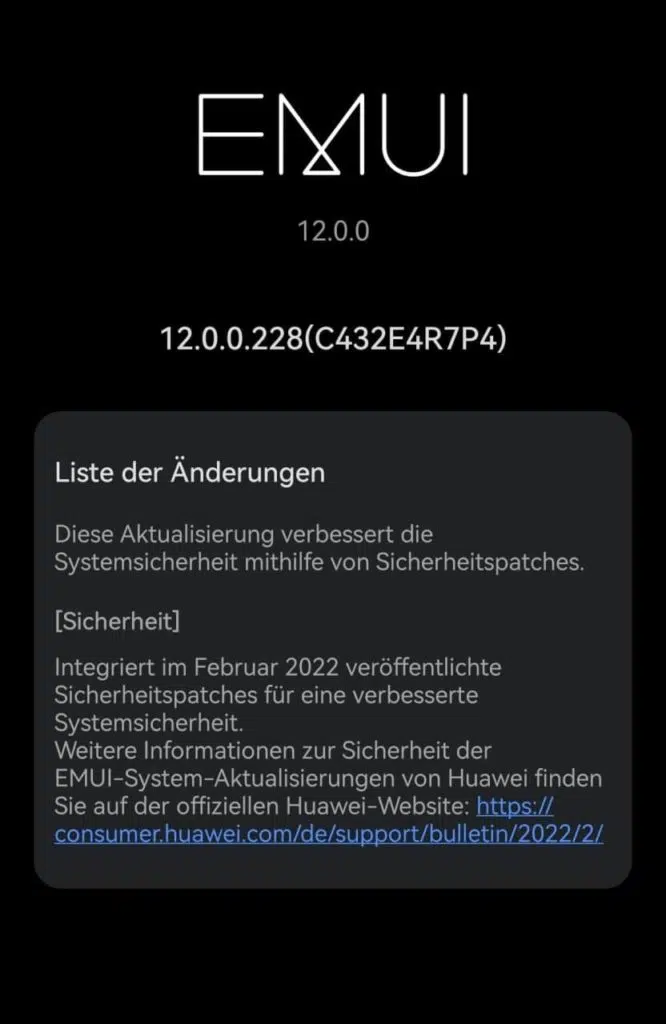 EMUI
12.0.0
12.0.0.228(C432E4R7P4)
Liste der Änderungen
Diese Aktualisierung verbessert die
Systemsicherheit mithilfe von Sicherheitspatches.
[Sicherheit]
Integriert im Februar 2022 veröffentlichte
Sicherheitspatches für eine verbesserte
Systemsicherheit.
Weitere Informationen zur Sicherheit der
EMUI-System-Aktualisierungen von Huawei finden
Sie auf der offiziellen Huawei-Website: https://
consumer.huawei.com/de/support/bulletin/2022/2/